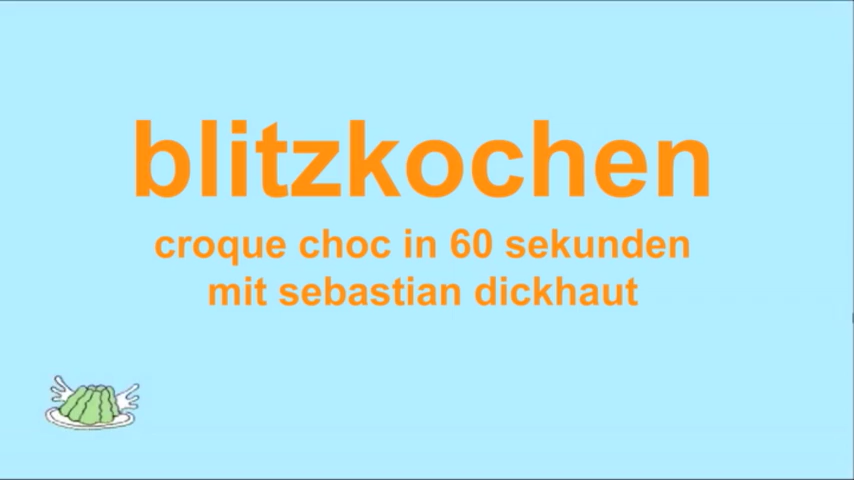 blitzkochen
croque choc in 60 sekunden
mit sebastian dickhaut